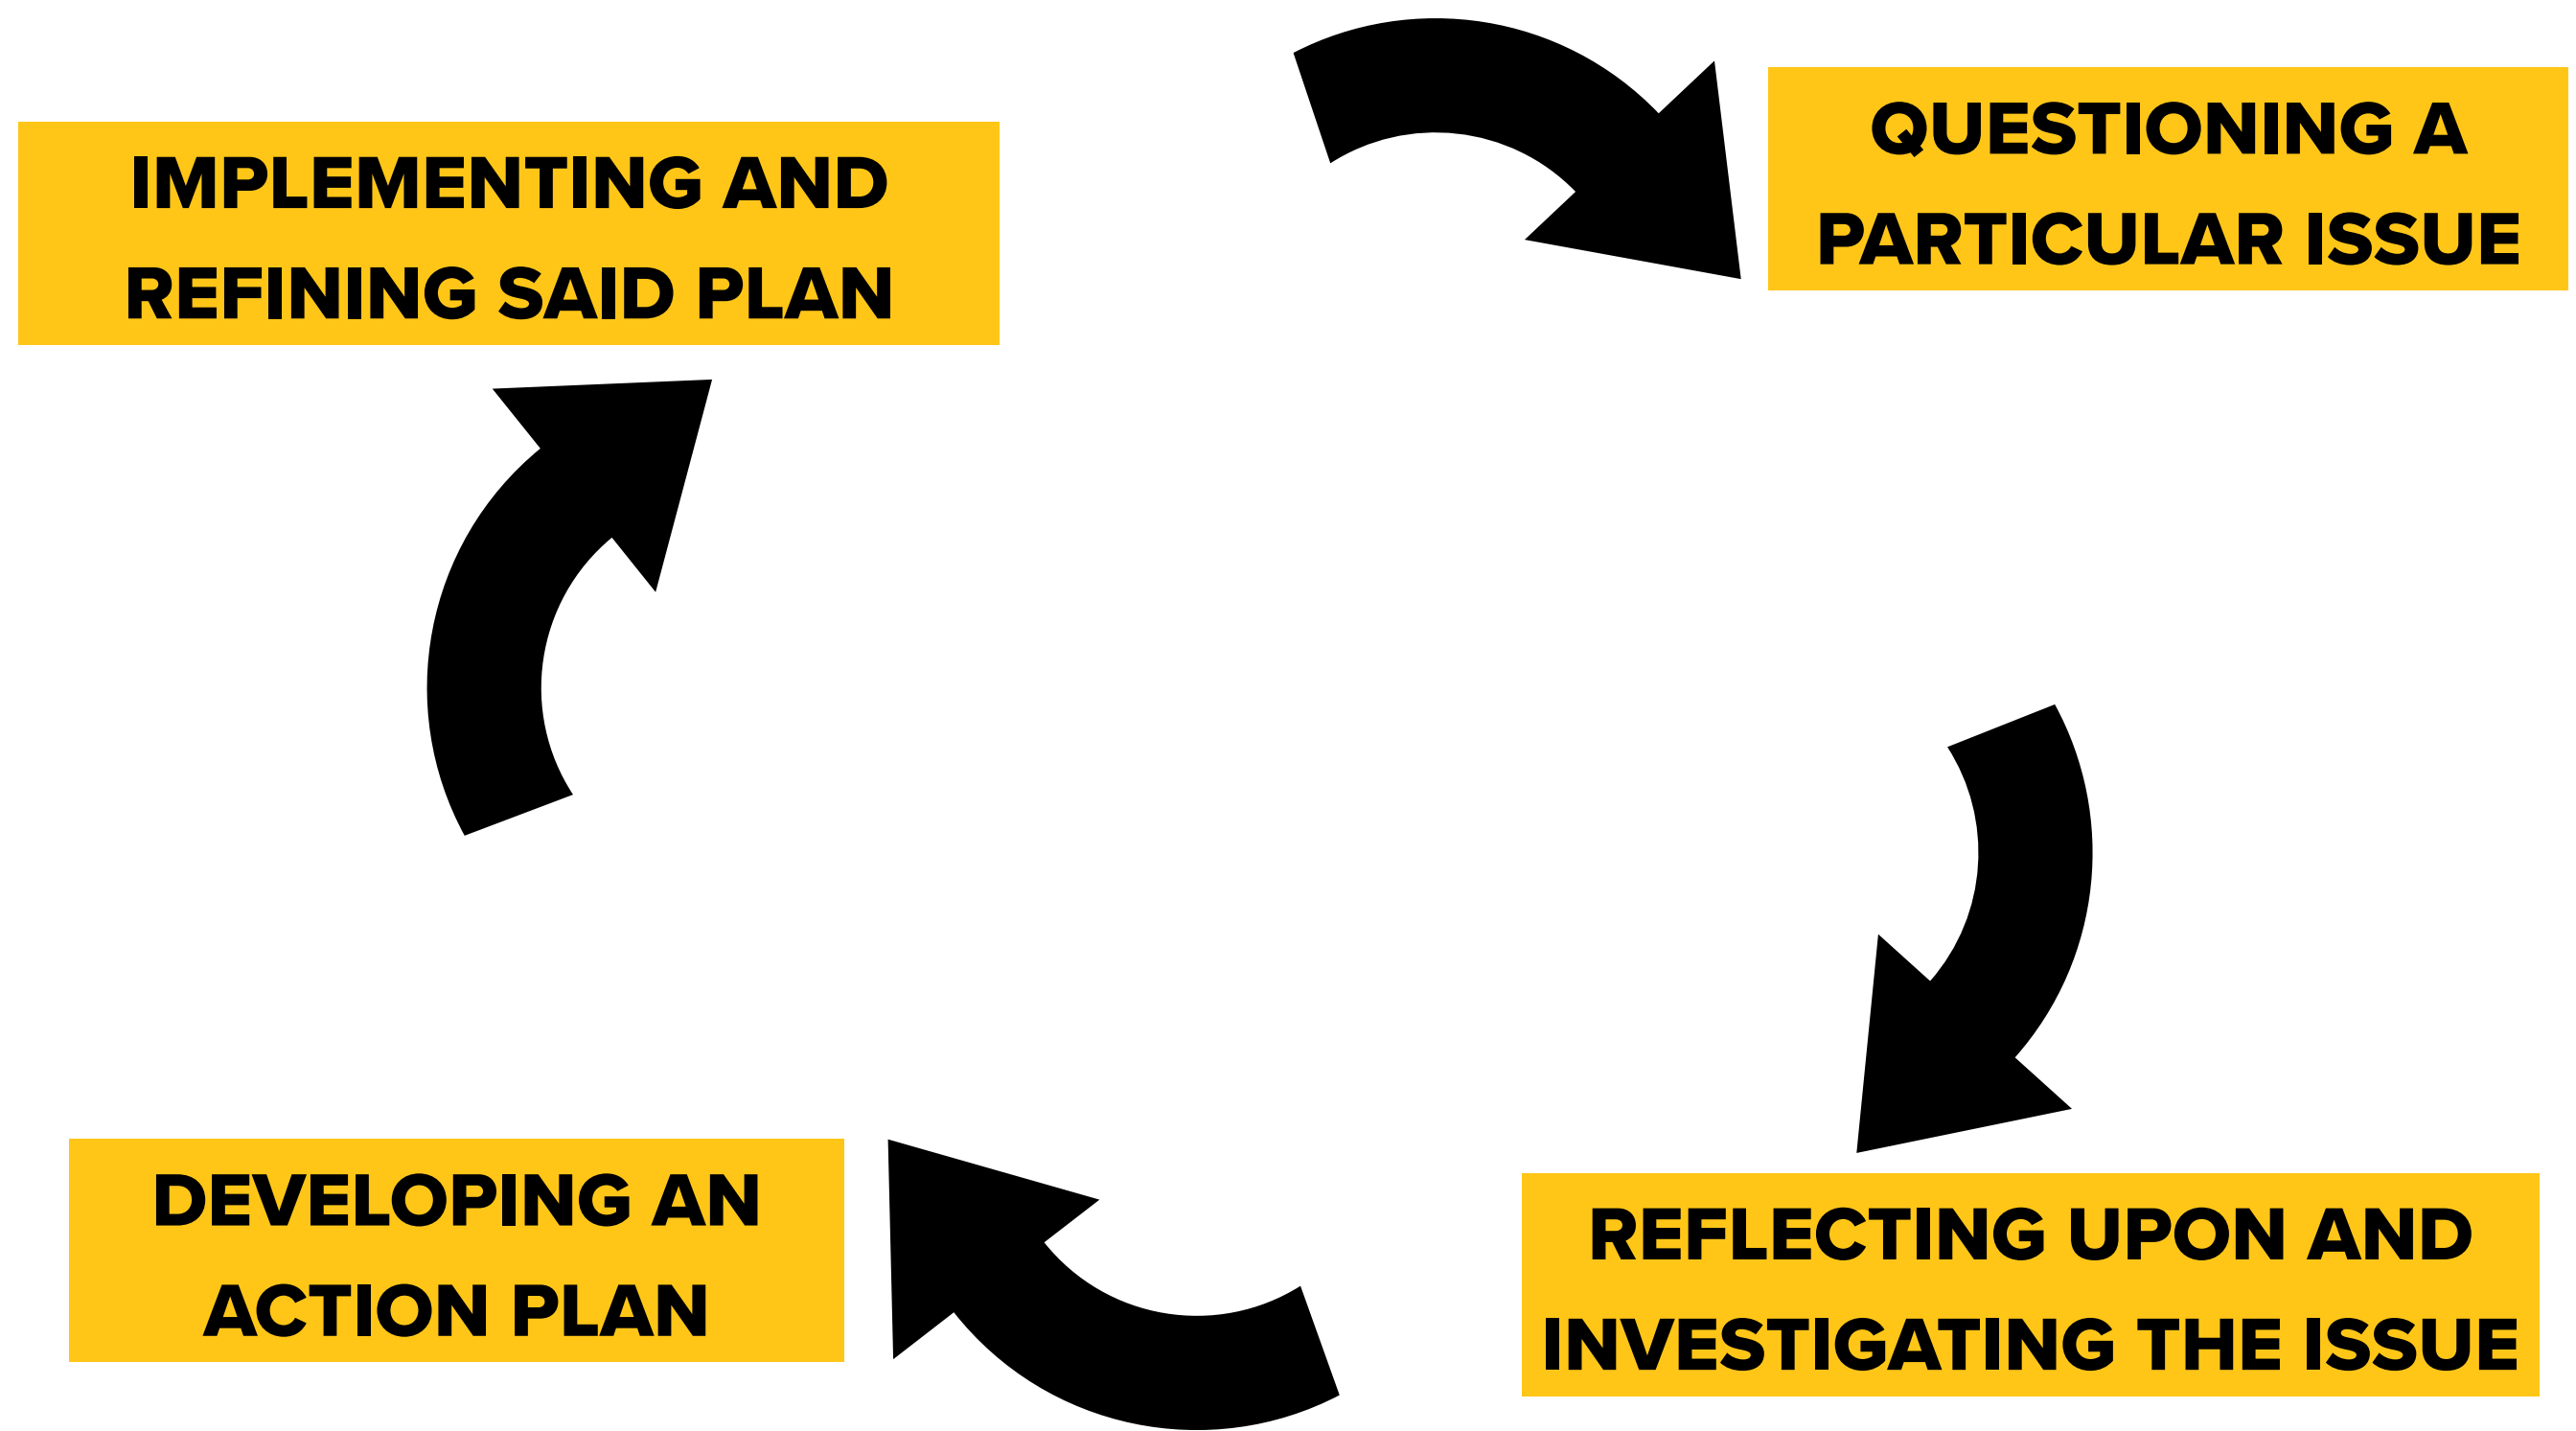 IMPLEMENTING AND
REFINING SAID PLAN
QUESTIONING A
PARTICULAR ISSUE
DEVELOPING AN
ACTION PLAN
REFLECTING UPON AND
INVESTIGATING THE ISSUE